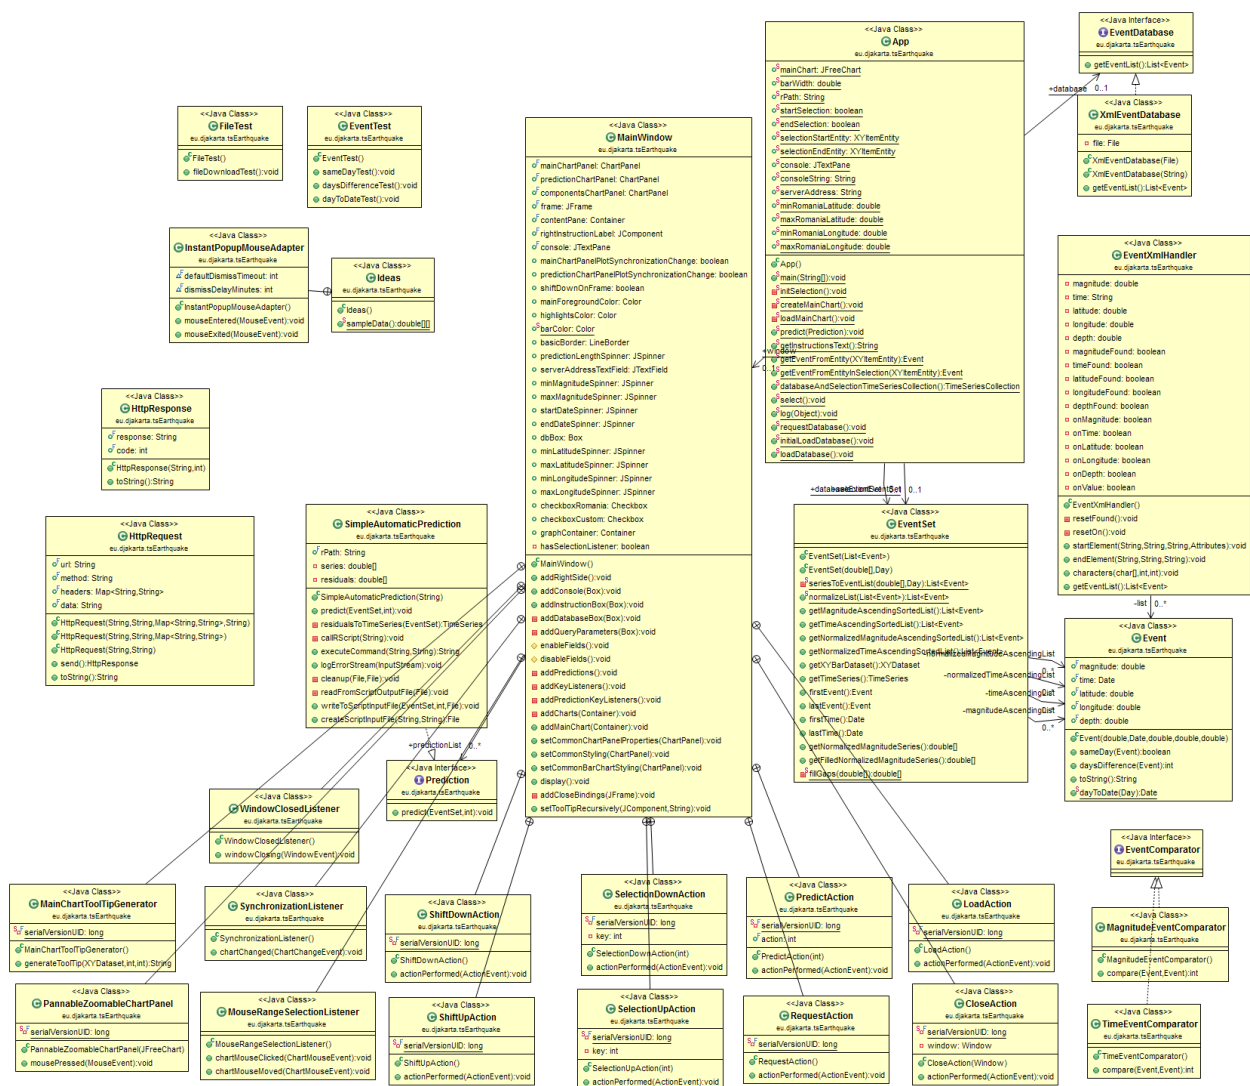 <<Java Class>>
FileTest
eu.djakarta.tsEarthquake
FileTest()
fileDownloadTest():void
<<Java Class>>
EventTest
eu.djakarta.tsEarthquake
EventTest()
sameDayTest():void
daysDifferenceTest():void
dayToDateTest():void
<<Java Class>>
InstantPopupMouseAdapter
eu.djakarta.tsEarthquake
defaultDismissTimeout: int
dismissDelayMinutes: int
InstantPopupMouseAdapter()
mouseEntered(MouseEvent):void
mouseExited(MouseEvent):void
<<Java Class>>
Ideas
eu.djakarta.tsEarthquake
Ideas()
sampleData():double[][]
<<Java Class>>
HttpResponse
eu.djakarta.tsEarthquake
response: String
code: int
HttpResponse(String,int)
toString():String
<<Java Class>>
HttpRequest
eu.djakarta.tsEarthquake
url: String
method: String
headers: Map<String,String>
data: String
HttpRequest(String,String,Map<String,String>,String)
HttpRequest(String,String,Map<String,String>)
HttpRequest(String,String)
send():HttpResponse
toString():String
<<Java Class>>
SimpleAutomaticPrediction
eu.djakarta.tsEarthquake
rPath: String
series: double[]
residuals: double[]
SimpleAutomaticPrediction(String)
predict(EventSet,int):void
residualsToTimeSeries(EventSet):TimeSeries
callRScript(String):void
executeCommand(String,String):String
logErrorStream(InputStream):void
cleanup(File,File):void
readFromScriptOutputFile(File):void
writeToScriptInputFile(EventSet,int,File):void
createScriptInputFile(String,String):File
+predictionList
0..*
<<Java Interface>>
Prediction
eu.djakarta.tsEarthquake
predict(EventSet,int):void
<<Java Class>>
MainWindow
eu.djakarta.tsEarthquake
mainChartPanel: ChartPanel
predictionChartPanel: ChartPanel
componentsChartPanel: ChartPanel
frame: JFrame
contentPane: Container
rightInstructionLabel: JComponent
console: JTextPane
mainChartPanelPlotSynchronizationChange: boolean
predictionChartPanelPlotSynchronizationChange: boolean
shiftDownOnFrame: boolean
mainForegroundColor: Color
highlightsColor: Color
barColor: Color
basicBorder: LineBorder
predictionLengthSpinner: JSpinner
serverAddressTextField: JTextField
minMagnitudeSpinner: JSpinner
maxMagnitudeSpinner: JSpinner
startDateSpinner: JSpinner
endDateSpinner: JSpinner
dbBox: Box
minLatitudeSpinner: JSpinner
maxLatitudeSpinner: JSpinner
minLongitudeSpinner: JSpinner
maxLongitudeSpinner: JSpinner
checkboxRomania: Checkbox
checkboxCustom: Checkbox
graphContainer: Container
hasSelectionListener: boolean
MainWindow()
addRightSide():void
addConsole(Box):void
addInstructionBox(Box):void
addDatabaseBox(Box):void
addQueryParameters(Box):void
enableFields():void
disableFields():void
addPredictions():void
addKeyListeners():void
addPredictionKeyListeners():void
addCharts(Container):void
addMainChart(Container):void
setCommonChartPanelProperties(ChartPanel):void
setCommonStyling(ChartPanel):void
setCommonBarChartStyling(ChartPanel):void
display():void
addCloseBindings(JFrame):void
setToolTipRecursively(JComponent,String):void
<<Java Class>>
App
eu.djakarta.tsEarthquake
mainChart: JFreeChart
barWidth: double
rPath: String
startSelection: boolean
endSelection: boolean
selectionStartEntity: XYItemEntity
selectionEndEntity: XYItemEntity
console: JTextPane
consoleString: String
serverAddress: String
minRomaniaLatitude: double
maxRomaniaLatitude: double
minRomaniaLongitude: double
maxRomaniaLongitude: double
App()
main(String[]):void
initSelection():void
createMainChart():void
loadMainChart():void
predict(Prediction):void
getInstructionsText():String
getEventFromEntity(XYItemEntity):Event
getEventFromEntityInSelection(XYItemEntity):Event
databaseAndSelectionTimeSeriesCollection():TimeSeriesCollection
select():void
log(Object):void
requestDatabase():void
initialLoadDatabase():void
loadDatabase():void
+window
0..1
+database
0..1
<<Java Interface>>
EventDatabase
eu.djakarta.tsEarthquake
getEventList():List<Event>
<<Java Class>>
XmlEventDatabase
eu.djakarta.tsEarthquake
file: File
XmlEventDatabase(File)
XmlEventDatabase(String)
getEventList():List<Event>
<<Java Class>>
EventXmlHandler
eu.djakarta.tsEarthquake
magnitude: double
time: String
latitude: double
longitude: double
depth: double
magnitudeFound: boolean
timeFound: boolean
latitudeFound: boolean
longitudeFound: boolean
depthFound: boolean
onMagnitude: boolean
onTime: boolean
onLatitude: boolean
onLongitude: boolean
onDepth: boolean
onValue: boolean
EventXmlHandler()
resetFound():void
resetOn():void
startElement(String,String,String,Attributes):void
endElement(String,String,String):void
characters(char[],int,int):void
getEventList():List<Event>
-list
0..*
0..1
<<Java Class>>
EventSet
eu.djakarta.tsEarthquake
EventSet(List<Event>)
EventSet(double[],Day)
seriesToEventList(double[],Day):List<Event>
normalizeList(List<Event>):List<Event>
getMagnitudeAscendingSortedList():List<Event>
getTimeAscendingSortedList():List<Event>
getNormalizedMagnitudeAscendingSortedList():List<Event>
getNormalizedTimeAscendingSortedList():List<Event>
getXYBarDataset():XYDataset
getTimeSeries():TimeSeries
firstEvent():Event
lastEvent():Event
firstTime():Date
lastTime():Date
getNormalizedMagnitudeSeries():double[]
getFilledNormalizedMagnitudeSeries():double[]
fillGaps(double[]):double[]
-normalizedMagnitudeAscendingList
0..*
-normalizedTimeAscendingList
-timeAscendingList
-magnitudeAscendingList
0..*
<<Java Class>>
Event
eu.djakarta.tsEarthquake
magnitude: double
time: Date
latitude: double
longitude: double
depth: double
Event(double,Date,double,double,double)
sameDay(Event):boolean
daysDifference(Event):int
toString():String
dayToDate(Day):Date
<<Java Interface>>
EventComparator
eu.djakarta.tsEarthquake
<<Java Class>>
WindowClosedListener
eu.djakarta.tsEarthquake
WindowClosedListener()
windowClosing(WindowEvent):void
<<Java Class>>
MainChartToolTipGenerator
eu.djakarta.tsEarthquake
serialVersionUID: long
MainChartToolTipGenerator()
generateToolTip(XYDataset,int,int):String
<<Java Class>>
SynchronizationListener
eu.djakarta.tsEarthquake
SynchronizationListener()
chartChanged(ChartChangeEvent):void
<<Java Class>>
ShiftDownAction
eu.djakarta.tsEarthquake
serialVersionUID: long
ShiftDownAction()
actionPerformed(ActionEvent):void
<<Java Class>>
SelectionDownAction
eu.djakarta.tsEarthquake
serialVersionUID: long
key: int
SelectionDownAction(int)
actionPerformed(ActionEvent):void
<<Java Class>>
PredictAction
eu.djakarta.tsEarthquake
serialVersionUID: long
action: int
PredictAction(int)
actionPerformed(ActionEvent):void
<<Java Class>>
LoadAction
eu.djakarta.tsEarthquake
serialVersionUID: long
LoadAction()
actionPerformed(ActionEvent):void
<<Java Class>>
MagnitudeEventComparator
eu.djakarta.tsEarthquake
MagnitudeEventComparator()
compare(Event,Event):int
<<Java Class>>
PannableZoomableChartPanel
eu.djakarta.tsEarthquake
serialVersionUID: long
PannableZoomableChartPanel(JFreeChart)
mousePressed(MouseEvent):void
<<Java Class>>
MouseRangeSelectionListener
eu.djakarta.tsEarthquake
MouseRangeSelectionListener()
chartMouseClicked(ChartMouseEvent):void
chartMouseMoved(ChartMouseEvent):void
<<Java Class>>
ShiftUpAction
eu.djakarta.tsEarthquake
serialVersionUID: long
ShiftUpAction()
actionPerformed(ActionEvent):void
<<Java Class>>
SelectionUpAction
eu.djakarta.tsEarthquake
serialVersionUID: long
key: int
SelectionUpAction(int)
actionPerformed(ActionEvent):void
<<Java Class>>
RequestAction
eu.djakarta.tsEarthquake
serialVersionUID: long
RequestAction()
actionPerformed(ActionEvent):void
<<Java Class>>
CloseAction
eu.djakarta.tsEarthquake
serialVersionUID: long
window: Window
CloseAction(Window)
actionPerformed(ActionEvent):void
<<Java Class>>
TimeEventComparator
eu.djakarta.tsEarthquake
TimeEventComparator()
compare(Event,Event):int